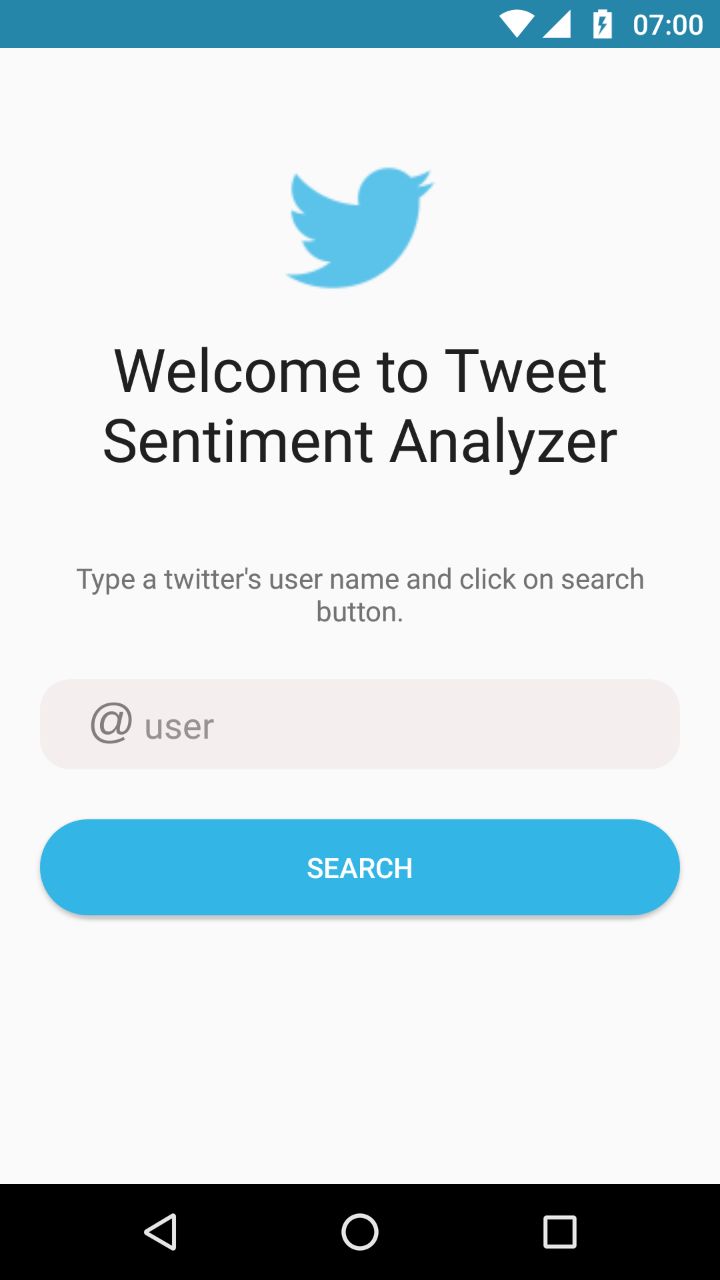 07:00
Welcome to Tweet
Sentiment Analyzer
Type a twitter's user name and click on search
button.
@ user
SEARCH